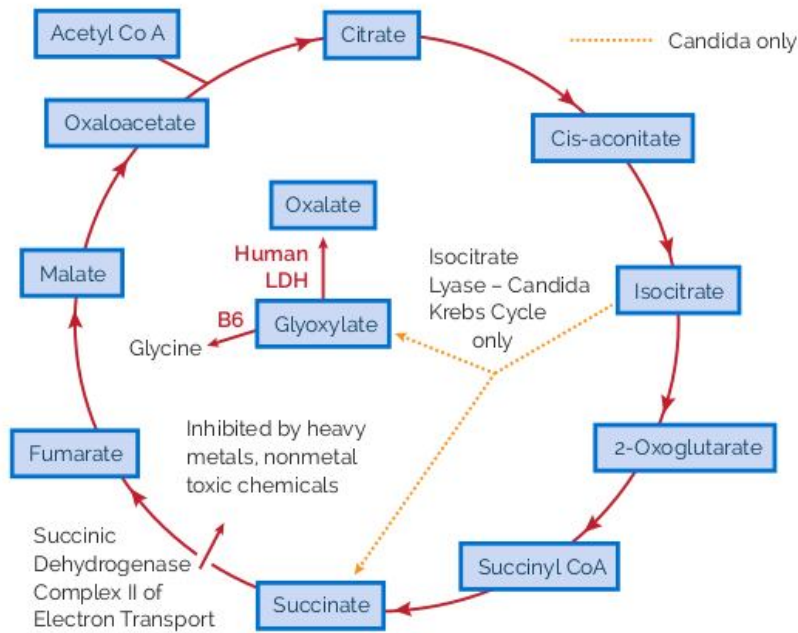 Acetyl Co A
Citrate
Candida only
Oxaloacetate
Cis-aconitate
Oxalate
Human
LDH
Isocitrate
Lyase – Candida
Krebs Cycle
only
Malate
Isocitrate
B6
Glyoxylate
Glycine
Inhibited by heavy
metals, nonmetal
toxic chemicals
Fumarate
2-Oxoglutarate
Succinic
Dehydrogenase
Complex II of
Electron Transport
Succinyl CoA
Succinate